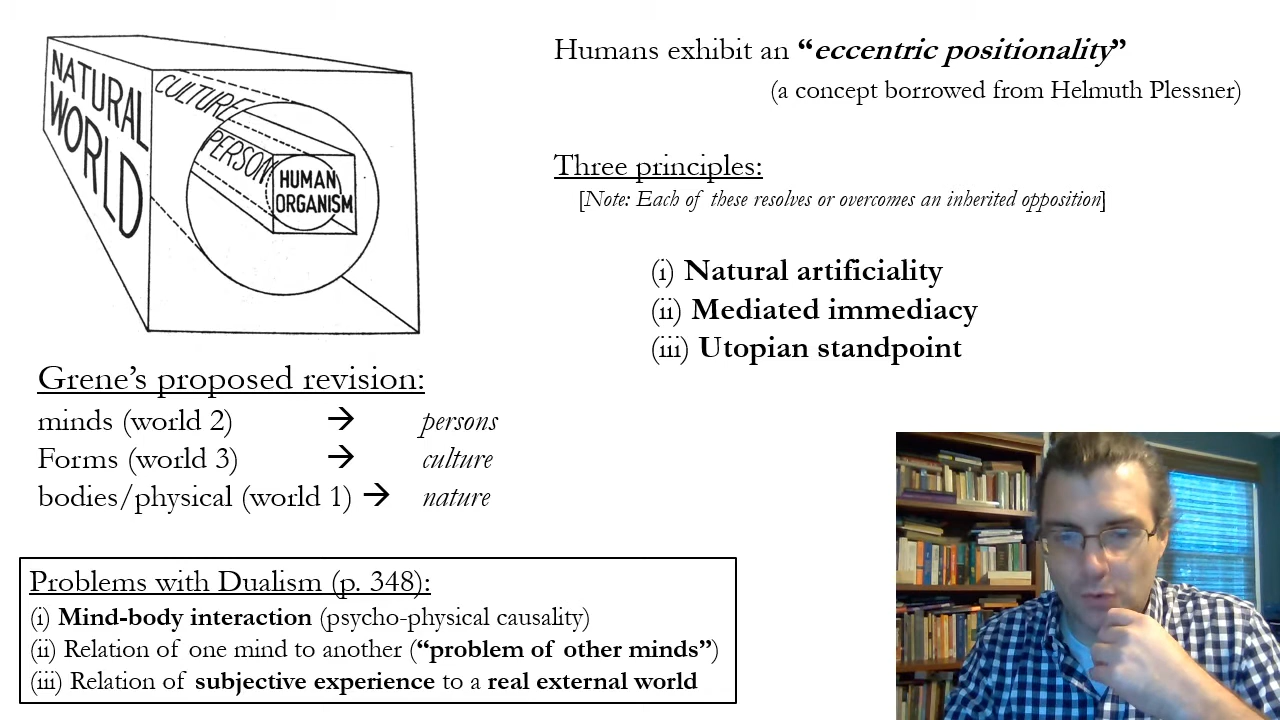 NATURAL
WORLD
CULTURE
PERSON
HUMAN
ORGANISM
Humans exhibit an “eccentric positionality”
(a concept borrowed from Helmuth Plessner)
Three principles:
[Note: Each of these resolves or overcomes an inherited opposition]
(i) Natural artificiality
(ii) Mediated immediacy
(iii) Utopian standpoint
Grene’s proposed revision:
minds (world 2) → persons
Forms (world 3) → culture
bodies/physical (world 1) → nature
Problems with Dualism (p. 348):
(i) Mind-body interaction (psycho-physical causality)
(ii) Relation of one mind to another (“problem of other minds”)
(iii) Relation of subjective experience to a real external world